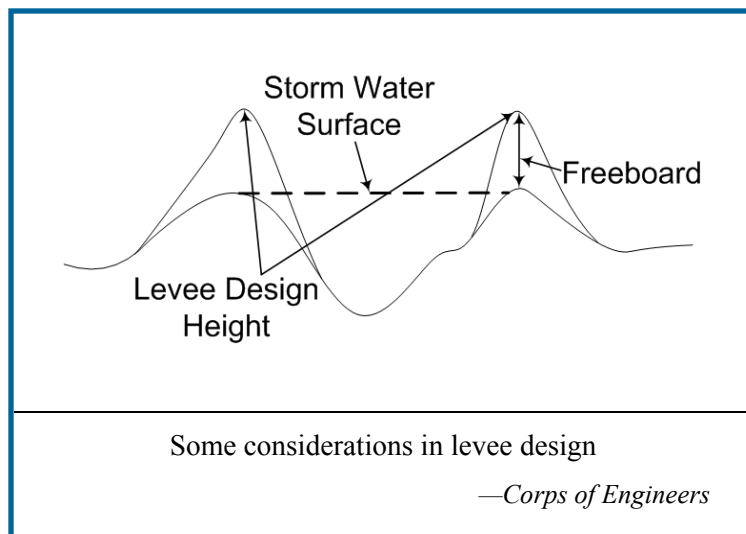 Storm Water
Surface
Freeboard
Levee Design
Height
Some considerations in levee design
—Corps of Engineers